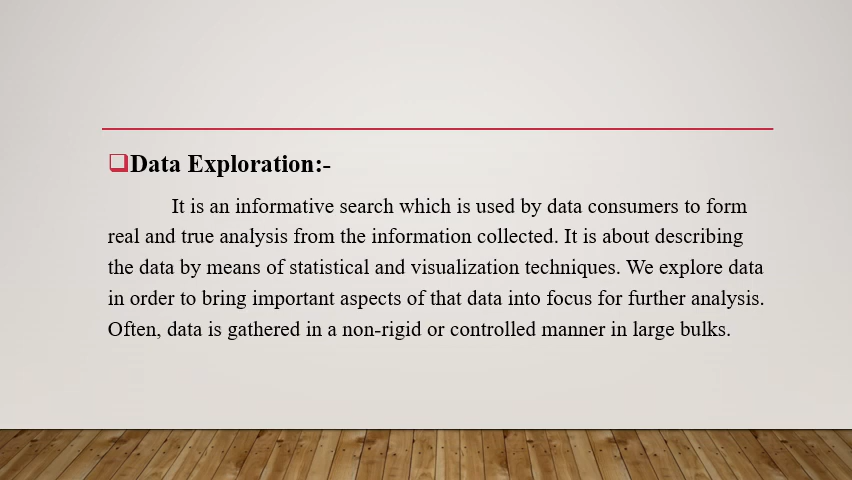 Data Exploration:-
It is an informative search which is used by data consumers to form
real and true analysis from the information collected. It is about describing
the data by means of statistical and visualization techniques. We explore data
in order to bring important aspects of that data into focus for further analysis.
Often, data is gathered in a non-rigid or controlled manner in large bulks.